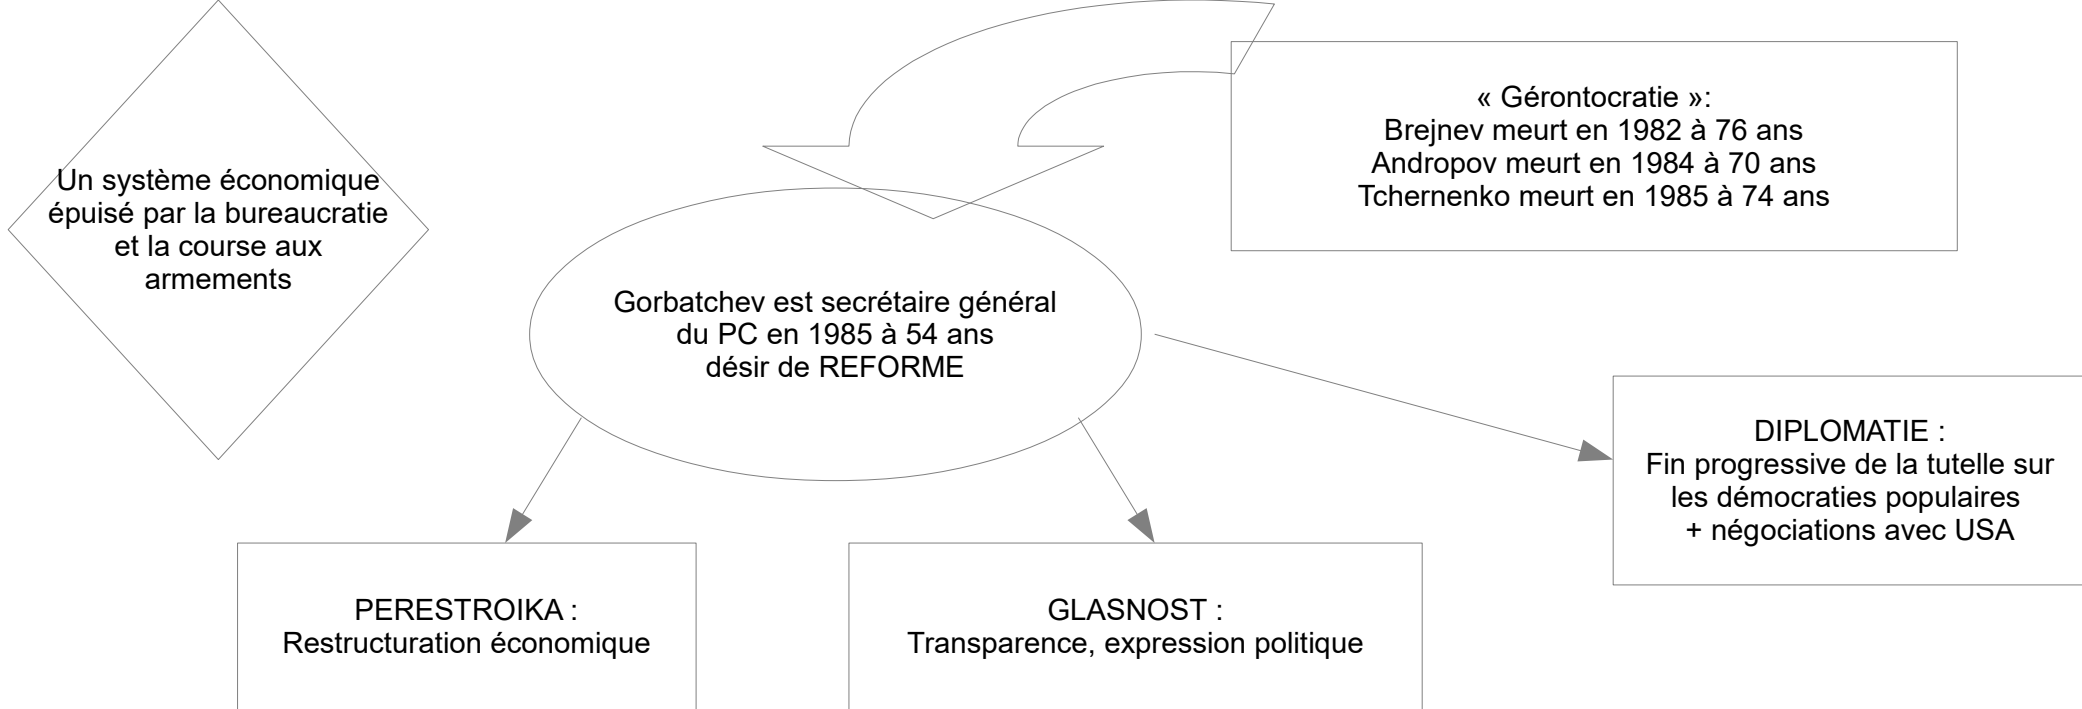 « Gérontocratie »:
Brejnev meurt en 1982 à 76 ans
Andropov meurt en 1984 à 70 ans
Tchernenko meurt en 1985 à 74 ans
Un système économique
épuisé par la bureaucratie
et la course aux
armements
Gorbatchev est secrétaire général
du PC en 1985 à 54 ans
désir de REFORME
DIPLOMATIE :
Fin progressive de la tutelle sur
les démocraties populaires
+ négociations avec USA
PERESTROIKA :
Restructuration économique
GLASNOST :
Transparence, expression politique